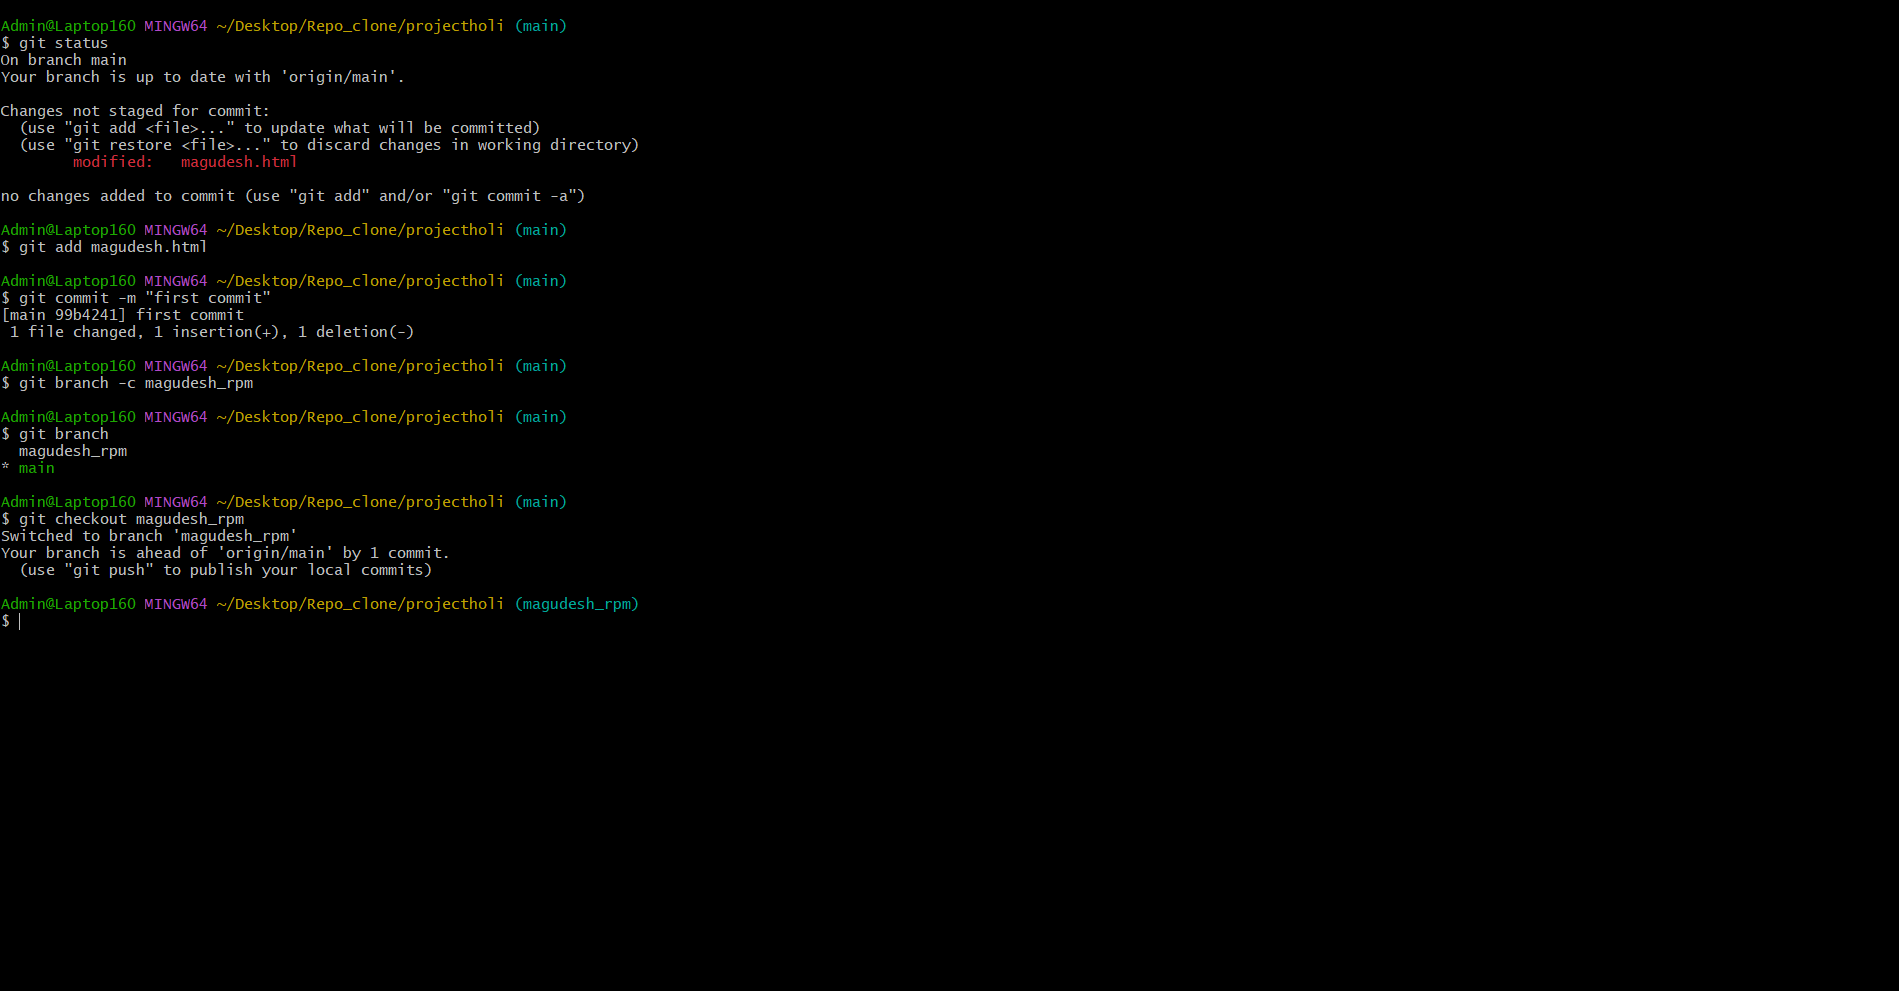 Admin@Laptop160 MINGW64 ~/Desktop/Repo_clone/projectholi (main)
$ git status
On branch main
Your branch is up to date with 'origin/main'.

Changes not staged for commit:
  (use "git add <file>..." to update what will be committed)
  (use "git restore <file>..." to discard changes in working directory)
        modified:   magudesh.html

no changes added to commit (use "git add" and/or "git commit -a")

Admin@Laptop160 MINGW64 ~/Desktop/Repo_clone/projectholi (main)
$ git add magudesh.html

Admin@Laptop160 MINGW64 ~/Desktop/Repo_clone/projectholi (main)
$ git commit -m "first commit"
[main 99b4241] first commit
 1 file changed, 1 insertion(+), 1 deletion(-)

Admin@Laptop160 MINGW64 ~/Desktop/Repo_clone/projectholi (main)
$ git branch -c magudesh_rpm

Admin@Laptop160 MINGW64 ~/Desktop/Repo_clone/projectholi (main)
$ git branch
  magudesh_rpm
* main

Admin@Laptop160 MINGW64 ~/Desktop/Repo_clone/projectholi (main)
$ git checkout magudesh_rpm
Switched to branch 'magudesh_rpm'
Your branch is ahead of 'origin/main' by 1 commit.
  (use "git push" to publish your local commits)

Admin@Laptop160 MINGW64 ~/Desktop/Repo_clone/projectholi (magudesh_rpm)
$